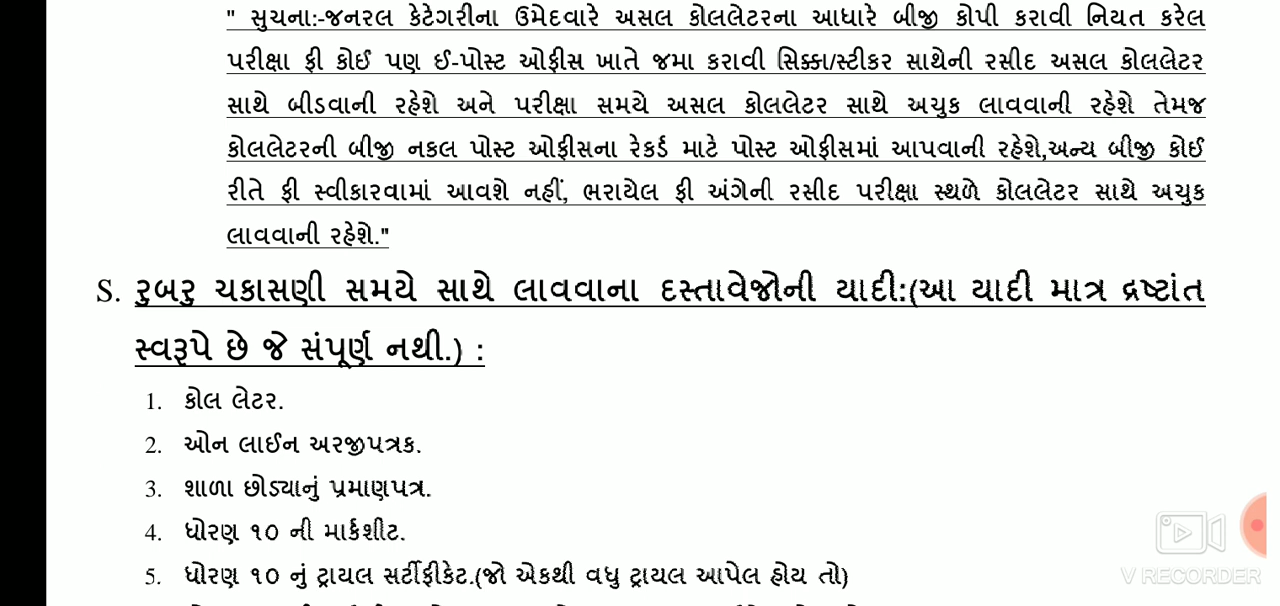 " સુચના:-જનરલ કેટેગરીના ઉમેદવારે અસલ કોલલેટરના આધારે બીજી કોપી કરાવી નિયત કરેલ
પરીક્ષા ફી કોઈ પણ ઈ-પોસ્ટ ઓફીસ ખાતે જમા કરાવી સિક્કા/સ્ટીકર સાથેની રસીદ અસલ કોલલેટર
સાથે બીડવાની રહેશે અને પરીક્ષા સમયે અસલ કોલલેટર સાથે અચુક લાવવાની રહેશે તેમજ
કોલલેટરની બીજી નકલ પોસ્ટ ઓફીસના રેકર્ડ માટે પોસ્ટ ઓફીસમાં આપવાની રહેશે,અન્ય બીજી કોઈ
રીતે ફી સ્વીકારવામાં આવશે નહીં, ભરાયેલ ફી અંગેની રસીદ પરીક્ષા સ્થળે કોલલેટર સાથે અચુક
લાવવાની રહેશે."
S. રુબરુ ચકાસણી સમયે સાથે લાવવાના દસ્તાવેજોની યાદી:(આ યાદી માત્ર દ્રષ્ટાંત
સ્વરૂપે છે જે સંપૂર્ણ નથી.) :
1. કોલ લેટર.
2. ઓન લાઈન અરજીપત્રક.
3. શાળા છોડ્યાનું પ્રમાણપત્ર.
4. ધોરણ ૧૦ ની માર્કશીટ.
5. ધોરણ ૧૦ નું ટ્રાયલ સર્ટીફીકેટ.(જો એકથી વધુ ટ્રાયલ આપેલ હોય તો)
V RECORDER